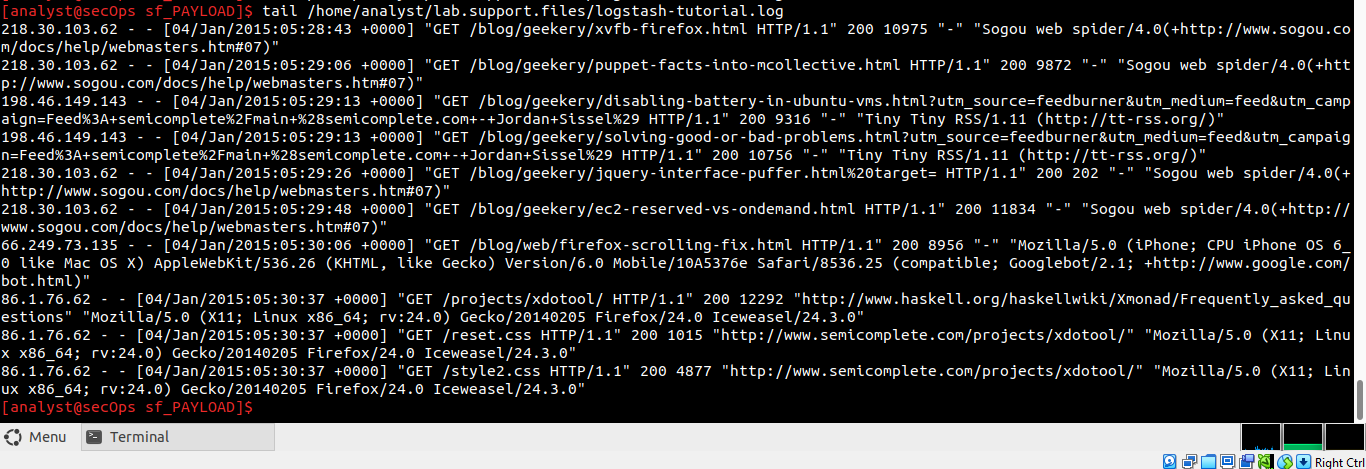 [analyst@secOps sf_PAYLOAD]$ tail /home/analyst/lab.support.files/logstash-tutorial.log
218.30.103.62 - - [04/Jan/2015:05:28:43 +0000] "GET /blog/geekery/xvfb-firefox.html HTTP/1.1" 200 10975 "-" "Sogou web spider/4.0(+http://www.sogou.co
m/docs/help/webmasters.htm#07)"
218.30.103.62 - - [04/Jan/2015:05:29:06 +0000] "GET /blog/geekery/puppet-facts-into-mcollective.html HTTP/1.1" 200 9872 "-" "Sogou web spider/4.0(+htt
p://www.sogou.com/docs/help/webmasters.htm#07)"
198.46.149.143 - - [04/Jan/2015:05:29:13 +0000] "GET /blog/geekery/disabling-battery-in-ubuntu-vms.html?utm_source=feedburner&utm_medium=feed&utm_camp
aign=Feed%3A+semicomplete%2Fmain+%28semicomplete.com+-+Jordan+Sissel%29 HTTP/1.1" 200 9316 "-" "Tiny Tiny RSS/1.11 (http://tt-rss.org/)"
198.46.149.143 - - [04/Jan/2015:05:29:13 +0000] "GET /blog/geekery/solving-good-or-bad-problems.html?utm_source=feedburner&utm_medium=feed&utm_campaig
n=Feed%3A+semicomplete%2Fmain+%28semicomplete.com+-+Jordan+Sissel%29 HTTP/1.1" 200 10756 "-" "Tiny Tiny RSS/1.11 (http://tt-rss.org/)"
218.30.103.62 - - [04/Jan/2015:05:29:26 +0000] "GET /blog/geekery/jquery-interface-puffer.html%20target= HTTP/1.1" 200 202 "-" "Sogou web spider/4.0(+
http://www.sogou.com/docs/help/webmasters.htm#07)"
218.30.103.62 - - [04/Jan/2015:05:29:48 +0000] "GET /blog/geekery/ec2-reserved-vs-ondemand.html HTTP/1.1" 200 11834 "-" "Sogou web spider/4.0(+http://
www.sogou.com/docs/help/webmasters.htm#07)"
66.249.73.135 - - [04/Jan/2015:05:30:06 +0000] "GET /blog/web/firefox-scrolling-fix.html HTTP/1.1" 200 8956 "-" "Mozilla/5.0 (iPhone; CPU iPhone OS 6_
0 like Mac OS X) AppleWebKit/536.26 (KHTML, like Gecko) Version/6.0 Mobile/10A5376e Safari/8536.25 (compatible; Googlebot/2.1; +http://www.google.com/
bot.html)"
86.1.76.62 - - [04/Jan/2015:05:30:37 +0000] "GET /projects/xdotool/ HTTP/1.1" 200 12292 "http://www.haskell.org/haskellwiki/Xmonad/Frequently_asked_qu
estions" "Mozilla/5.0 (X11; Linux x86_64; rv:24.0) Gecko/20140205 Firefox/24.0 Iceweasel/24.3.0"
86.1.76.62 - - [04/Jan/2015:05:30:37 +0000] "GET /reset.css HTTP/1.1" 200 1015 "http://www.semicomplete.com/projects/xdotool/" "Mozilla/5.0 (X11; Linu
x x86_64; rv:24.0) Gecko/20140205 Firefox/24.0 Iceweasel/24.3.0"
86.1.76.62 - - [04/Jan/2015:05:30:37 +0000] "GET /style2.css HTTP/1.1" 200 4877 "http://www.semicomplete.com/projects/xdotool/" "Mozilla/5.0 (X11; Lin
ux x86_64; rv:24.0) Gecko/20140205 Firefox/24.0 Iceweasel/24.3.0"
[analyst@secOps sf_PAYLOAD]$
Menu Terminal
Right Ctrl